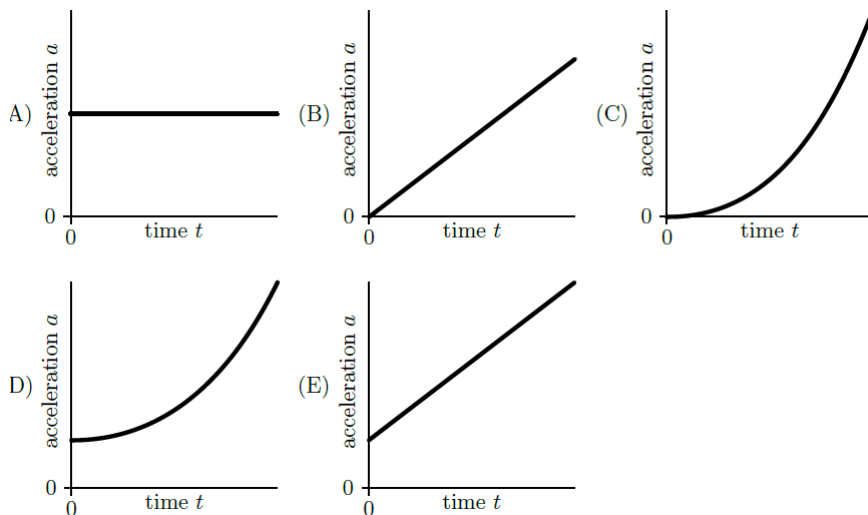 A)
acceleration a
0
0
time t
(B)
acceleration a
0
0
time t
(C)
acceleration a
0
0
time t
D)
acceleration a
0
0
time t
(E)
acceleration a
0
0
time t